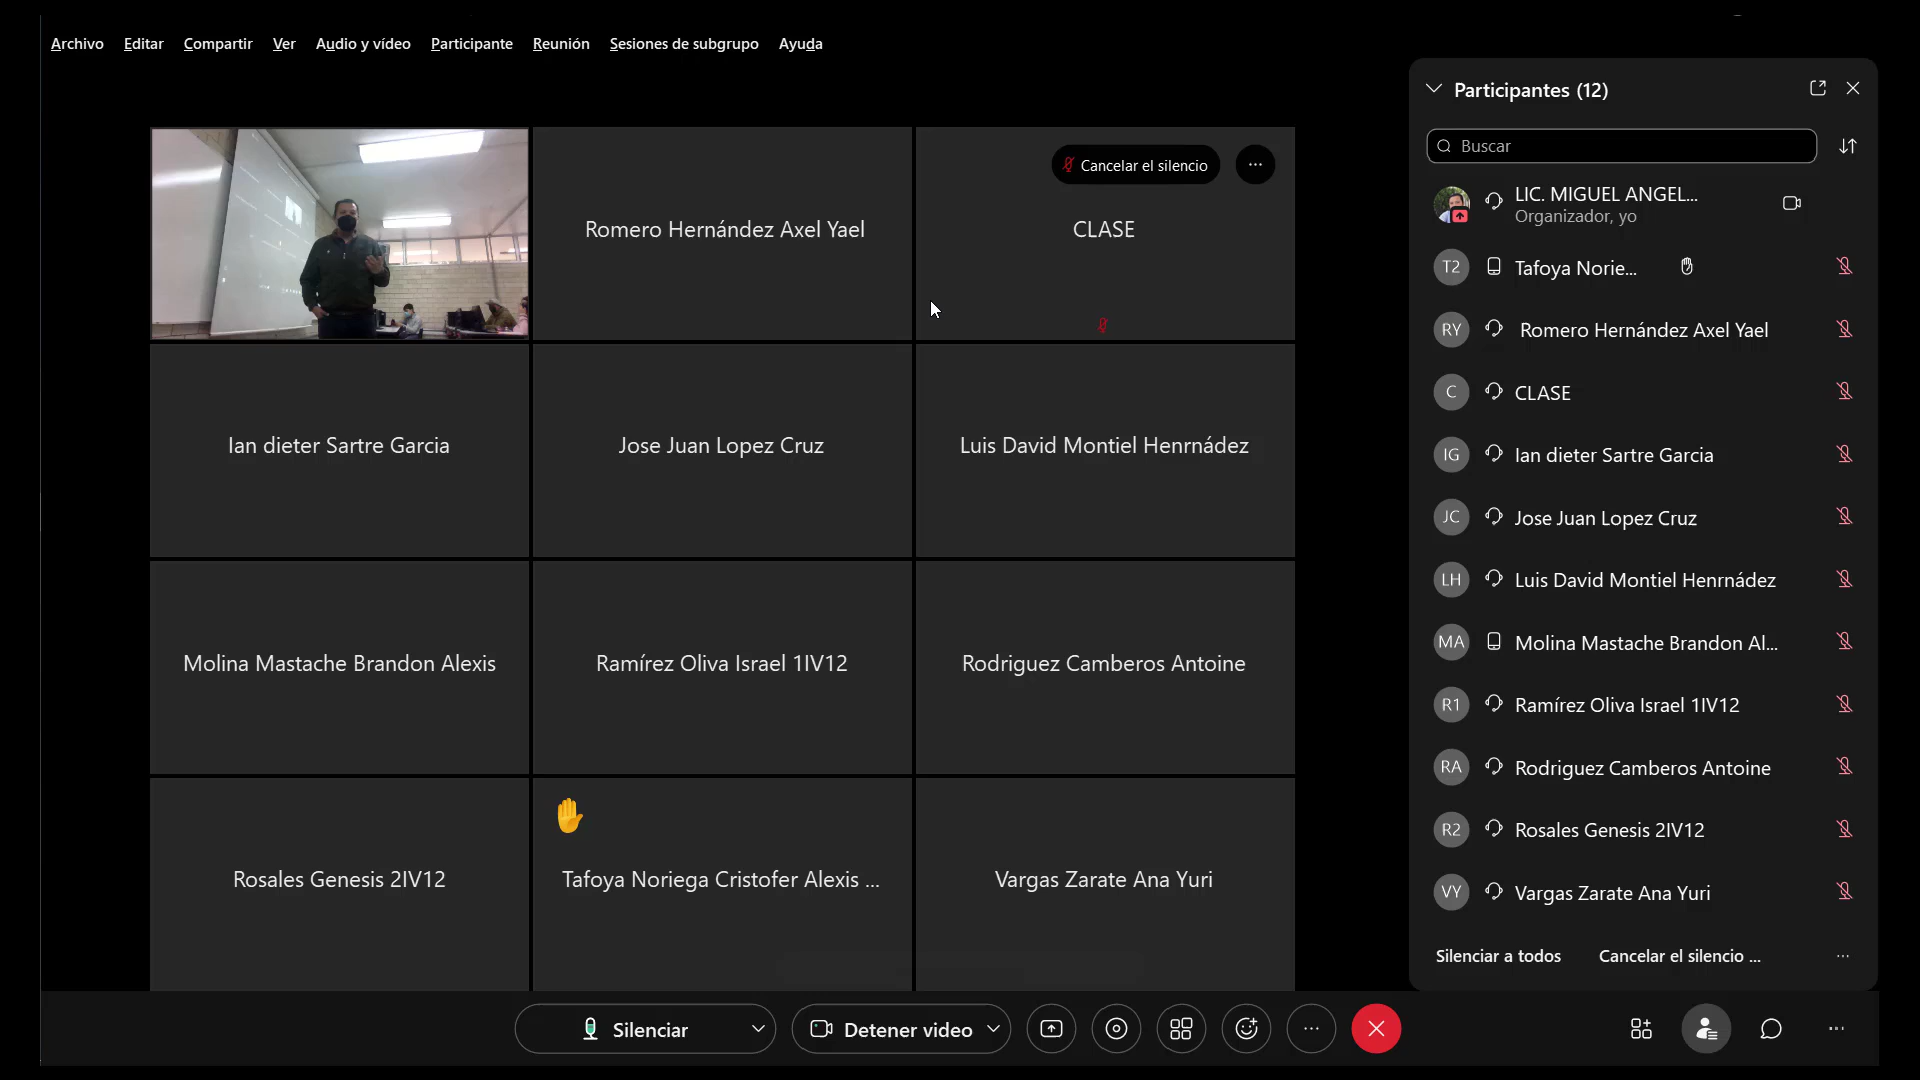 Archivo Editar Compartir Ver Audio y vídeo Participante Reunión Sesiones de subgrupo Ayuda
Romero Hernández Axel Yael
Cancelar el silencio
CLASE
Ian dieter Sartre Garcia
Jose Juan Lopez Cruz
Luis David Montiel Henrnádez
Molina Mastache Brandon Alexis
Ramírez Oliva Israel 1IV12
Rodriguez Camberos Antoine
Rosales Genesis 2IV12
Tafoya Noriega Cristofer Alexis ...
Vargas Zarate Ana Yuri
Participantes (12)
Buscar
LIC. MIGUEL ANGEL...
Organizador, yo
T2 Tafoya Norie...
RY Romero Hernández Axel Yael
C CLASE
IG Ian dieter Sartre Garcia
JC Jose Juan Lopez Cruz
LH Luis David Montiel Henrnádez
MA Molina Mastache Brandon Al...
R1 Ramírez Oliva Israel 1IV12
RA Rodriguez Camberos Antoine
R2 Rosales Genesis 2IV12
VY Vargas Zarate Ana Yuri
Silenciar a todos Cancelar el silencio ...
Silenciar
Detener video